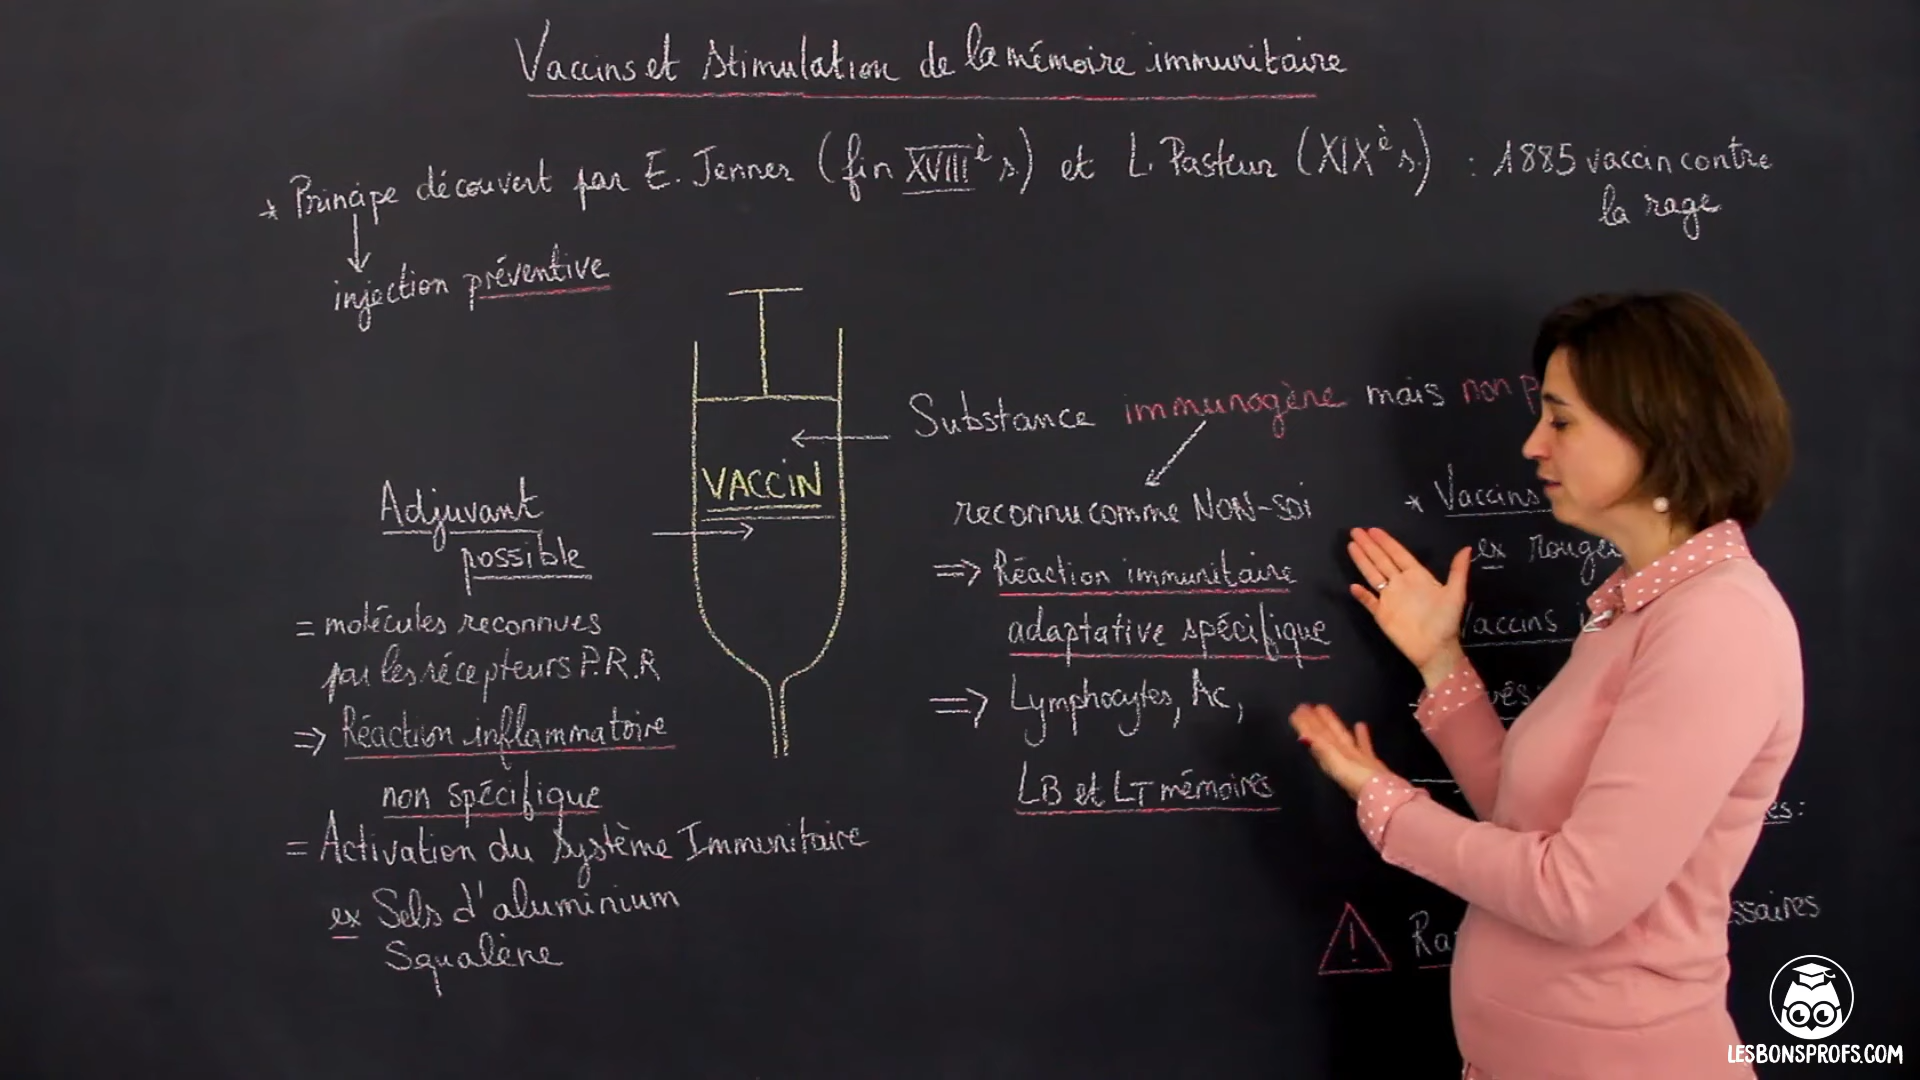 Vaccins et stimulation de la mémoire immunitaire
* Principe découvert par E. Jenner (fin XVIIIè s.) et L. Pasteur (XIXè s.) : 1885 vaccin contre
la rage
injection préventive
Substance immunogène mais non
VACCIN
Adjuvant
possible
= molécules reconnues
par les récepteurs P.R.R
⇒ Réaction inflammatoire
non spécifique
= Activation du Système Immunitaire
ex Sels d'aluminium
Squalène
reconnu comme NON-SOI
⇒ Réaction immunitaire
adaptative spécifique
⇒ Lymphocytes, Ac,
LB et LT mémoires
* Vaccins
ex
Vaccins
!
LESBONSPROFS.COM